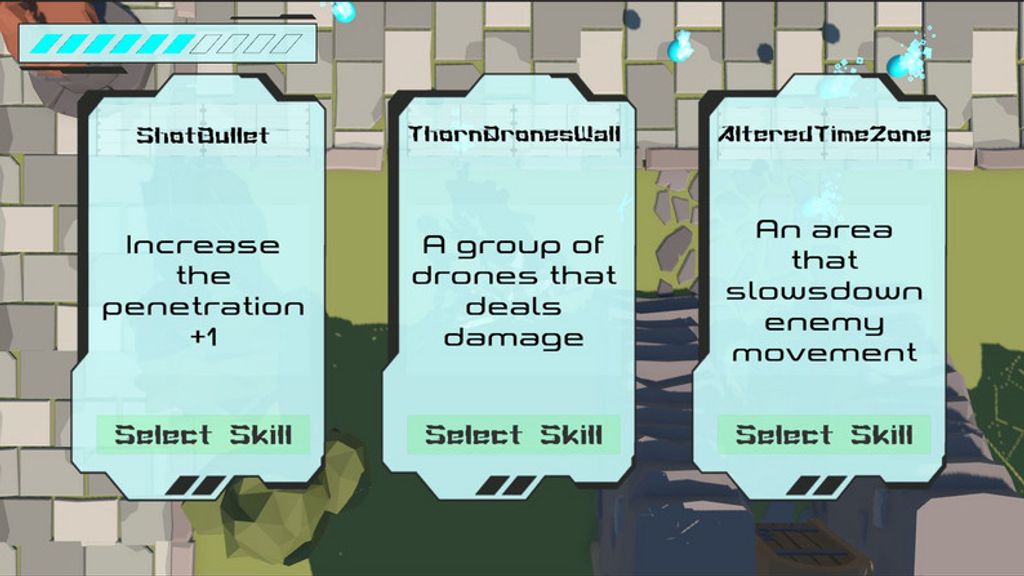 ShotBullet
Increase
the
penetration
+1
Select Skill
ThornDronesWall
A group of
drones that
deals
damage
Select Skill
AlteredTimeZone
An area
that
slowsdown
enemy
movement
Select Skill